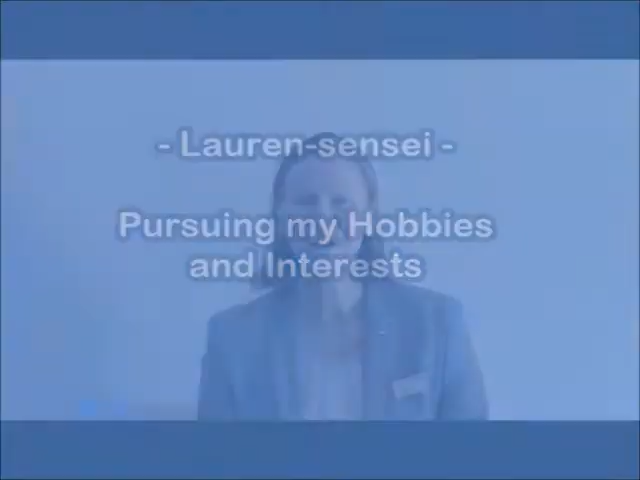 - Lauren-sensei -
Pursuing my Hobbies
and Interests